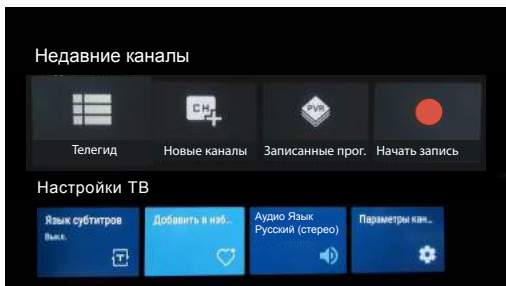 Недавние каналы
CH+
PVR
Телегид
Новые каналы
Записанные прог.
Начать запись
Настройки ТВ
Язык субтитров
Выкл.
T
Добавить в изб...
Аудио Язык
Русский (стерео)
Параметры кан...